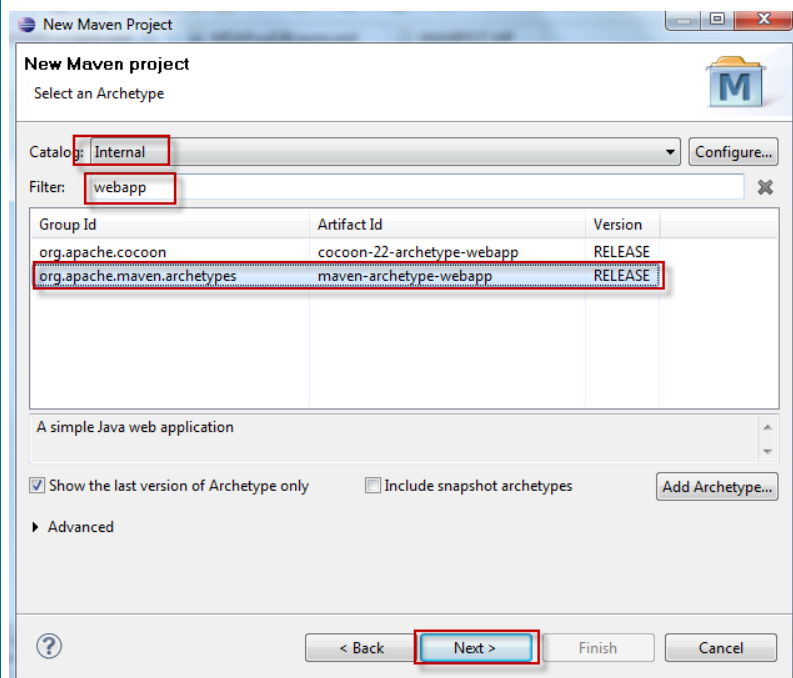 New Maven Project
New Maven project
Select an Archetype
M
Catalog: Internal Configure...
Filter: webapp
Group Id Artifact Id Version
org.apache.cocoon cocoon-22-archetype-webapp RELEASE
org.apache.maven.archetypes maven-archetype-webapp RELEASE
A simple Java web application
Show the last version of Archetype only Include snapshot archetypes Add Archetype...
Advanced
? < Back Next > Finish Cancel